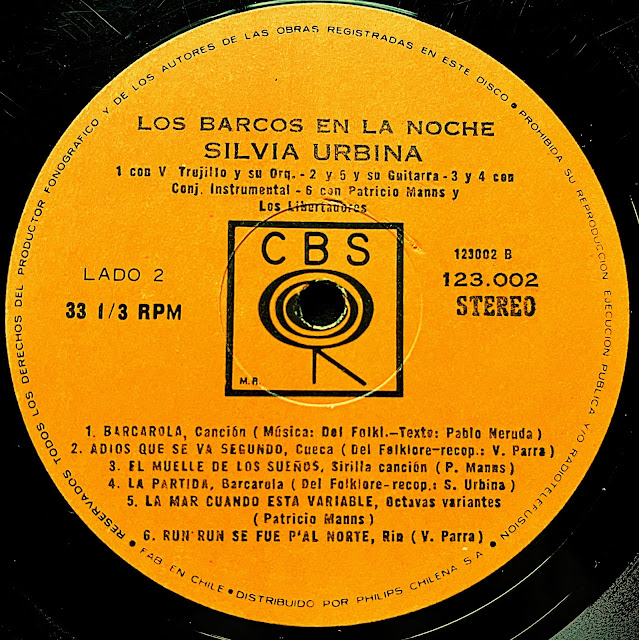 RESERVADOS TODOS LOS DERECHOS DEL PRODUCTOR FONOGRAFICO Y DE LOS AUTORES DE LAS OBRAS REGISTRADAS EN ESTE DISCO • PROHIBIDA SU REPRODUCCION EJECUCION PUBLICA Y/O RADIOTELEFUSION
LOS BARCOS EN LA NOCHE
SILVIA URBINA
1 con V Trujillo y su Orq. - 2 y 5 y su Guitarra - 3 y 4 con
Conj. Instrumental - 6 con Patricio Manns y
Los Libertadores
CBS
LADO 2
33 1/3 RPM
123002 B
123.002
STEREO
M.R.
1. BARCAROLA, Canción (Música: Del Folkl.—Texto: Pablo Neruda)
2. ADIOS QUE SE VA SEGUNDO, Cueca (Del Folklore-recop.: V. Parra)
3. EL MUELLE DE LOS SUEÑOS, Sirilla canción (P. Manns)
4. LA PARTIDA, Barcarola (Del Folklore-recop.: S. Urbina)
5. LA MAR CUANDO ESTA VARIABLE, Octavas variantes
(Patricio Manns)
6. RUN RUN SE FUE P'AL NORTE, Rin (V. Parra)
• FAB. EN CHILE • DISTRIBUIDO POR PHILIPS CHILENA S.A. •